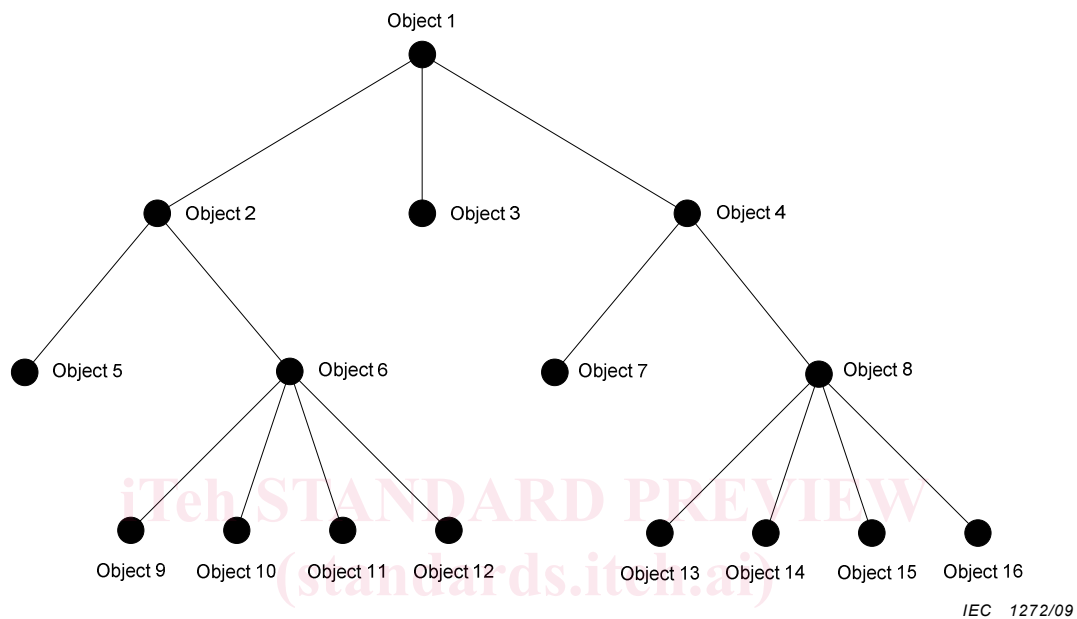 Object 1
Object 2
Object 3
Object 4
Object 5
Object 6
Object 7
Object 8
iTeh STANDARD PREVIEW
Object 9
Object 10
Object 11
Object 12
Object 13
Object 14
Object 15
Object 16
(standards.iteh.ai)
IEC 1272/09